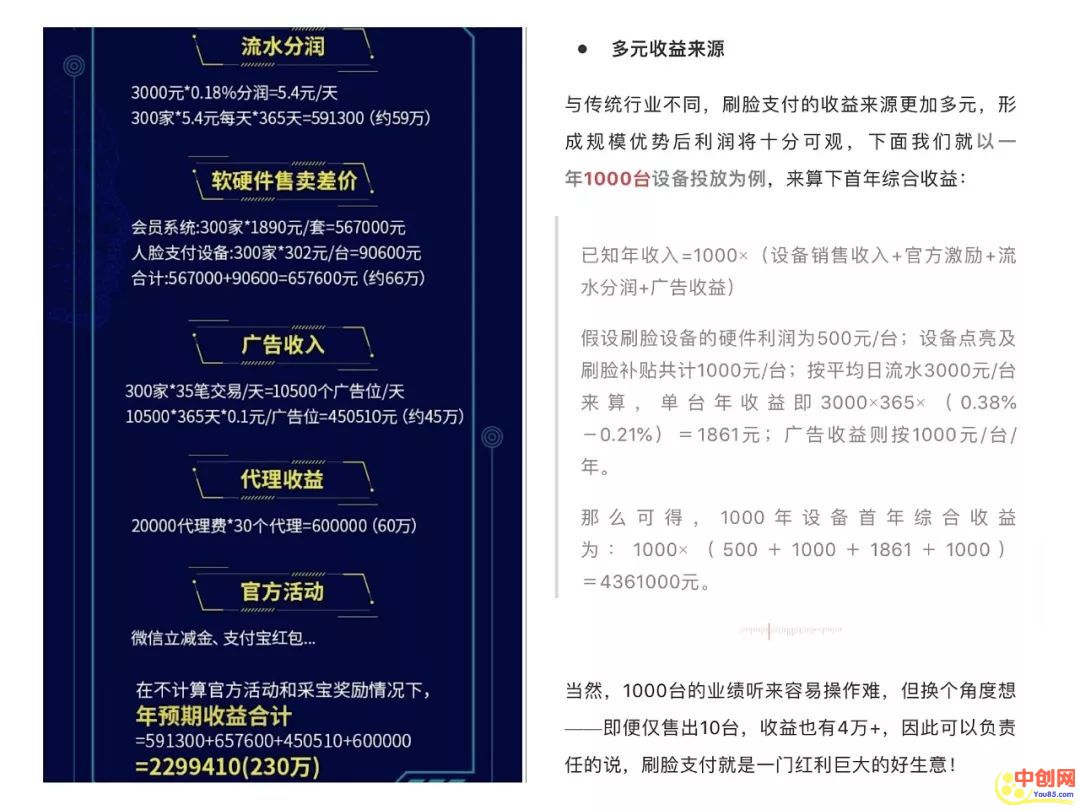 流水分润
3000元*0.18%分润=5.4元/天
300家*5.4元每天*365天=591300（约59万）
软硬件售卖差价
会员系统:300家*1890元/套=567000元
人脸支付设备:300家*302元/台=90600元
合计:567000+90600=657600元（约66万）
广告收入
300家*35笔交易/天=10500个广告位/天
10500*365天*0.1元/广告位=450510元（约45万）
代理收益
20000代理费*30个代理=600000（60万）
官方活动
微信立减金、支付宝红包...
在不计算官方活动和采宝奖励情况下，
年预期收益合计
=591300+657600+450510+600000
=2299410(230万)
● 多元收益来源
与传统行业不同，刷脸支付的收益来源更加多元，形
成规模优势后利润将十分可观，下面我们就以一
年1000台设备投放为例，来算下首年综合收益：
已知年收入=1000×（设备销售收入+官方激励+流
水分润+广告收益）
假设刷脸设备的硬件利润为500元/台；设备点亮及
刷脸补贴共计1000元/台；按平均日流水3000元/台
来算，单台年收益即3000×365×（0.38%
－0.21%）＝1861元；广告收益则按1000元/台/
年。
那么可得，1000年设备首年综合收益
为：1000×（500＋1000＋1861＋1000）
＝4361000元。
当然，1000台的业绩听来容易操作难，但换个角度想
——即便仅售出10台，收益也有4万+，因此可以负责
任的说，刷脸支付就是一门红利巨大的好生意！
中创网
You85.com